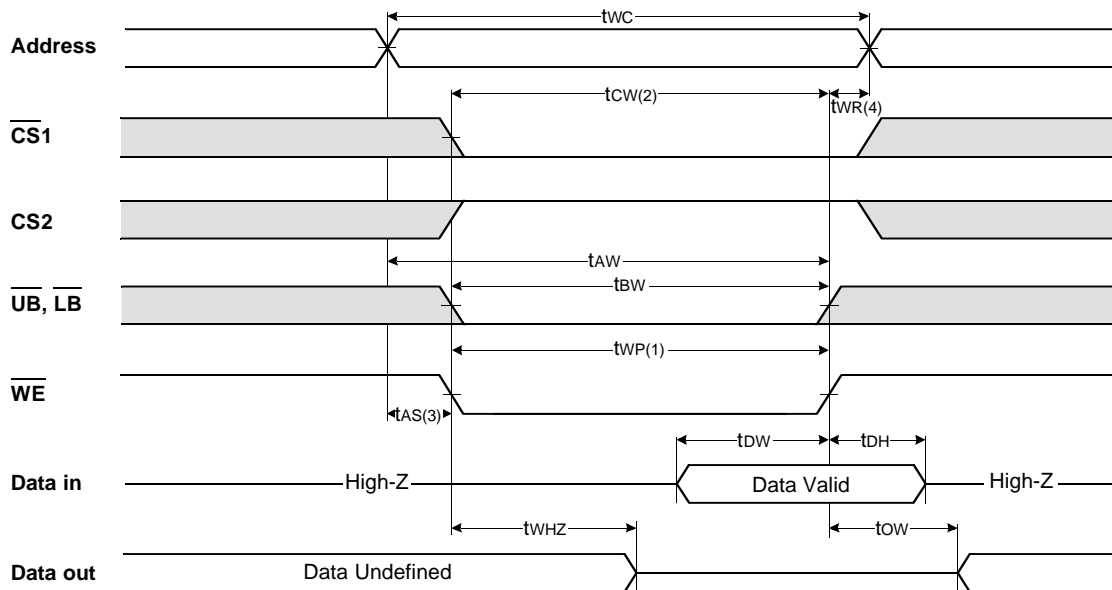 tWC
Address
tCW(2)
tWR(4)
CS1
CS2
tAW
UB, LB
tBW
tWP(1)
WE
tAS(3)
tDW
tDH
Data in
High-Z
Data Valid
High-Z
tWHZ
tOW
Data out
Data Undefined